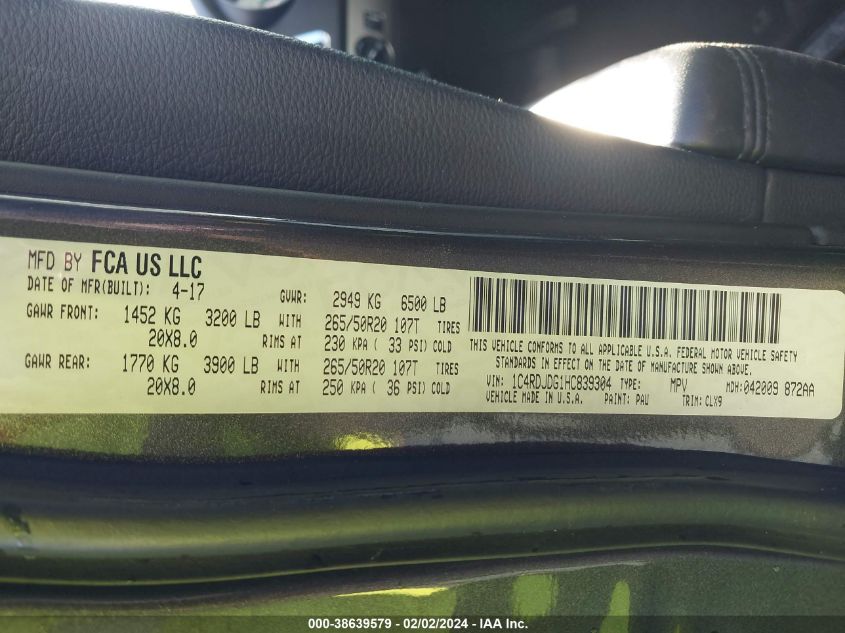 MFD BY FCA US LLC
DATE OF MFR(BUILT): 4-17 GVWR: 2949 KG 6500 LB
GAWR FRONT: 1452 KG 3200 LB WITH 265/50R20 107T TIRES
20X8.0 RIMS AT 230 KPA ( 33 PSI) COLD
GAWR REAR: 1770 KG 3900 LB WITH 265/50R20 107T TIRES
20X8.0 RIMS AT 250 KPA ( 36 PSI) COLD
THIS VEHICLE CONFORMS TO ALL APPLICABLE U.S.A. FEDERAL MOTOR VEHICLE SAFETY
STANDARDS IN EFFECT ON THE DATE OF MANUFACTURE SHOWN ABOVE.
VIN: 1C4RDJDG1HC839304 TYPE: MPV MDH: 042009 872AA
VEHICLE MADE IN U.S.A. PAINT: PAU TRIM: CLX9
000-38639579 - 02/02/2024 - IAA Inc.